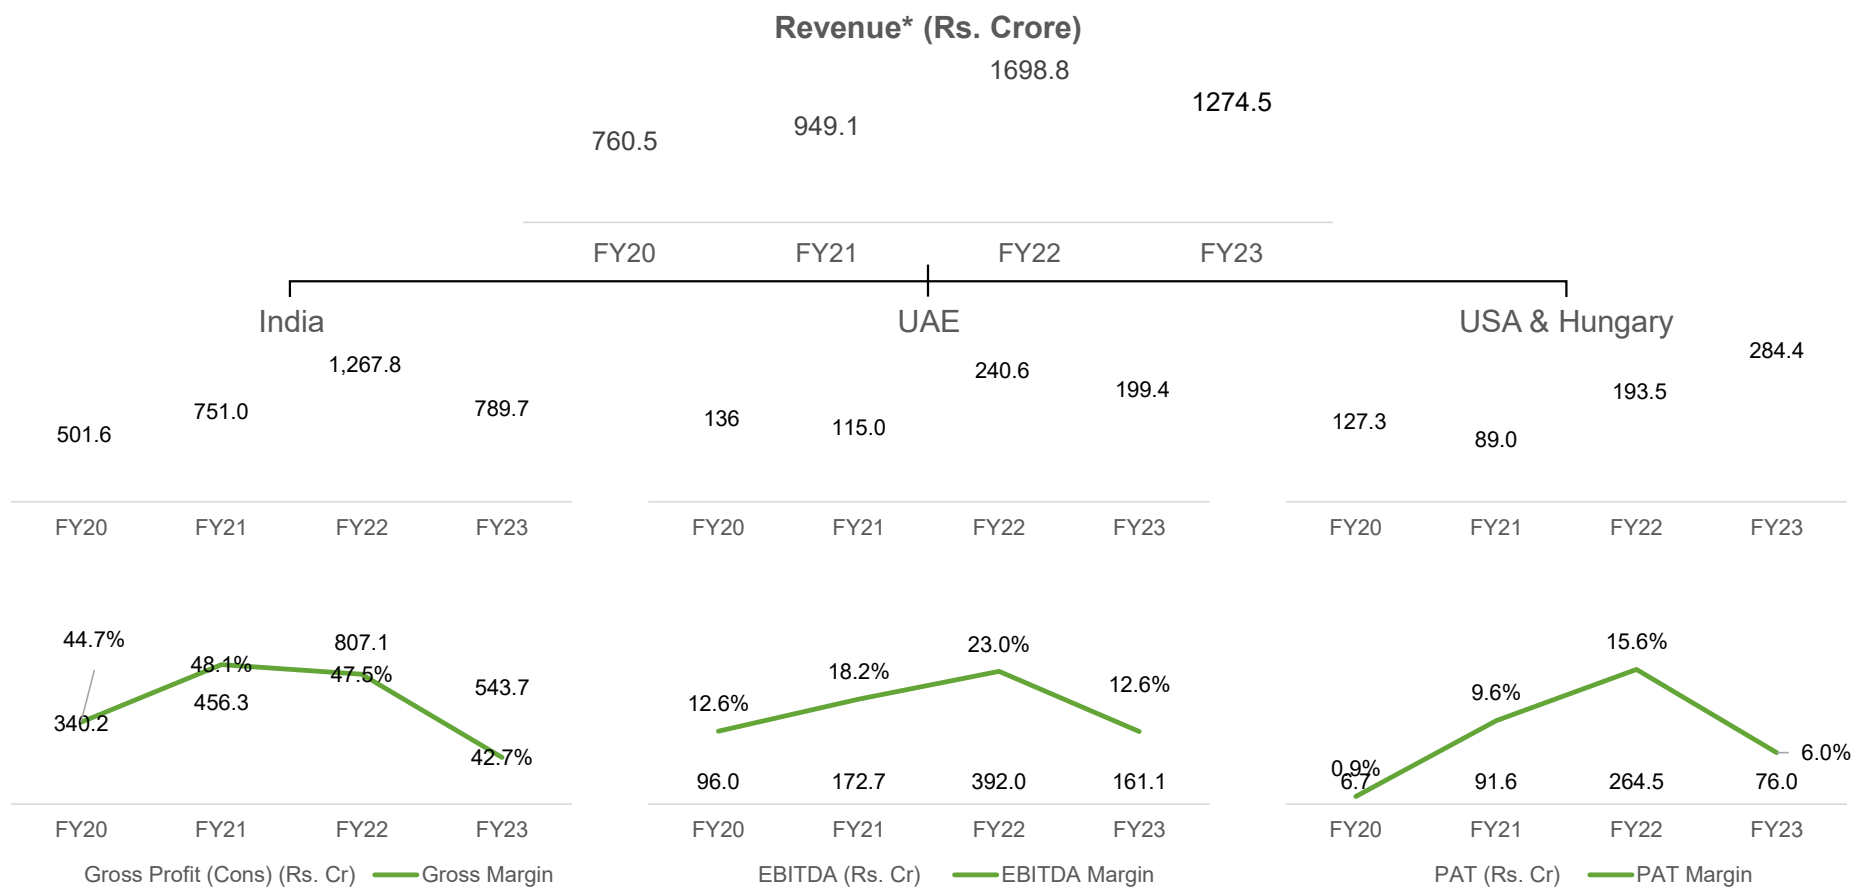 Revenue* (Rs. Crore)
760.5 949.1 1698.8 1274.5
FY20 FY21 FY22 FY23
India
501.6 751.0 1,267.8 789.7
FY20 FY21 FY22 FY23
UAE
136 115.0 240.6 199.4
FY20 FY21 FY22 FY23
USA & Hungary
127.3 89.0 193.5 284.4
FY20 FY21 FY22 FY23
44.7% 48.1% 47.5% 42.7%
340.2 456.3 807.1 543.7
FY20 FY21 FY22 FY23
Gross Profit (Cons) (Rs. Cr) Gross Margin
12.6% 18.2% 23.0% 12.6%
96.0 172.7 392.0 161.1
FY20 FY21 FY22 FY23
EBITDA (Rs. Cr) EBITDA Margin
0.9% 9.6% 15.6% 6.0%
6.7 91.6 264.5 76.0
FY20 FY21 FY22 FY23
PAT (Rs. Cr) PAT Margin